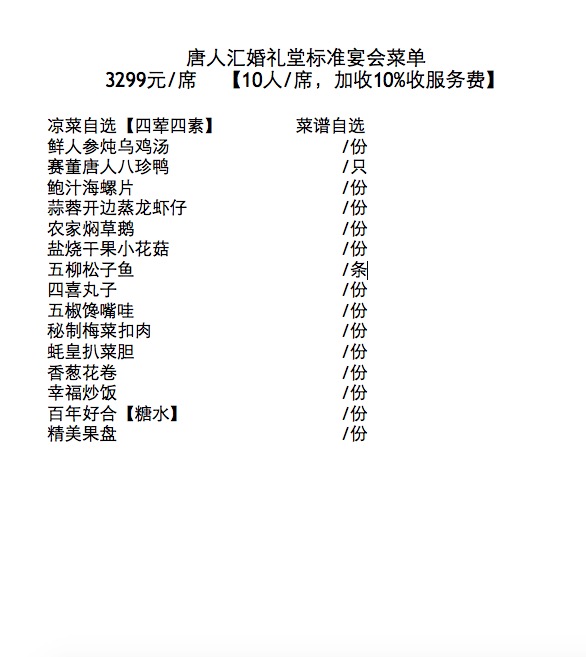 唐人汇婚礼堂标准宴会菜单
3299元/席 【10人/席，加收10%收服务费】
凉菜自选【四荤四素】 菜谱自选
鲜人参炖乌鸡汤 /份
赛董唐人八珍鸭 /只
鲍汁海螺片 /份
蒜蓉开边蒸龙虾仔 /份
农家焖草鹅 /份
盐烧干果小花菇 /份
五柳松子鱼 /条
四喜丸子 /份
五椒馋嘴哇 /份
秘制梅菜扣肉 /份
蚝皇扒菜胆 /份
香葱花卷 /份
幸福炒饭 /份
百年好合【糖水】 /份
精美果盘 /份